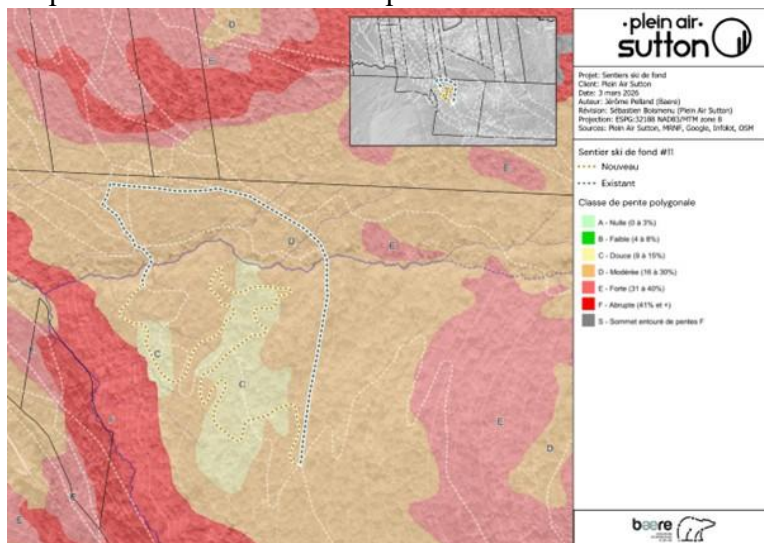 ·plein air·
sutton
Projet: Sentiers ski de fond
Client: Plein Air Sutton
Date: 3 mars 2026
Auteur: Jérôme Pelland (Baere)
Révision: Sébastien Boismenu (Plein Air Sutton)
Projection: ESPG:32188 NAD83/MTM zone 8
Sources: Plein Air Sutton, MRNF, Google, Infolot, OSM
Sentier ski de fond #11
Nouveau
Existant
Classe de pente polygonale
A - Nulle (0 à 3%)
B - Faible (4 à 8%)
C - Douce (9 à 15%)
D - Modérée (16 à 30%)
E - Forte (31 à 40%)
F - Abrupte (41% et +)
S - Sommet entouré de pentes F
baere
D
E
E
D
E
C
C
E
D
E
E